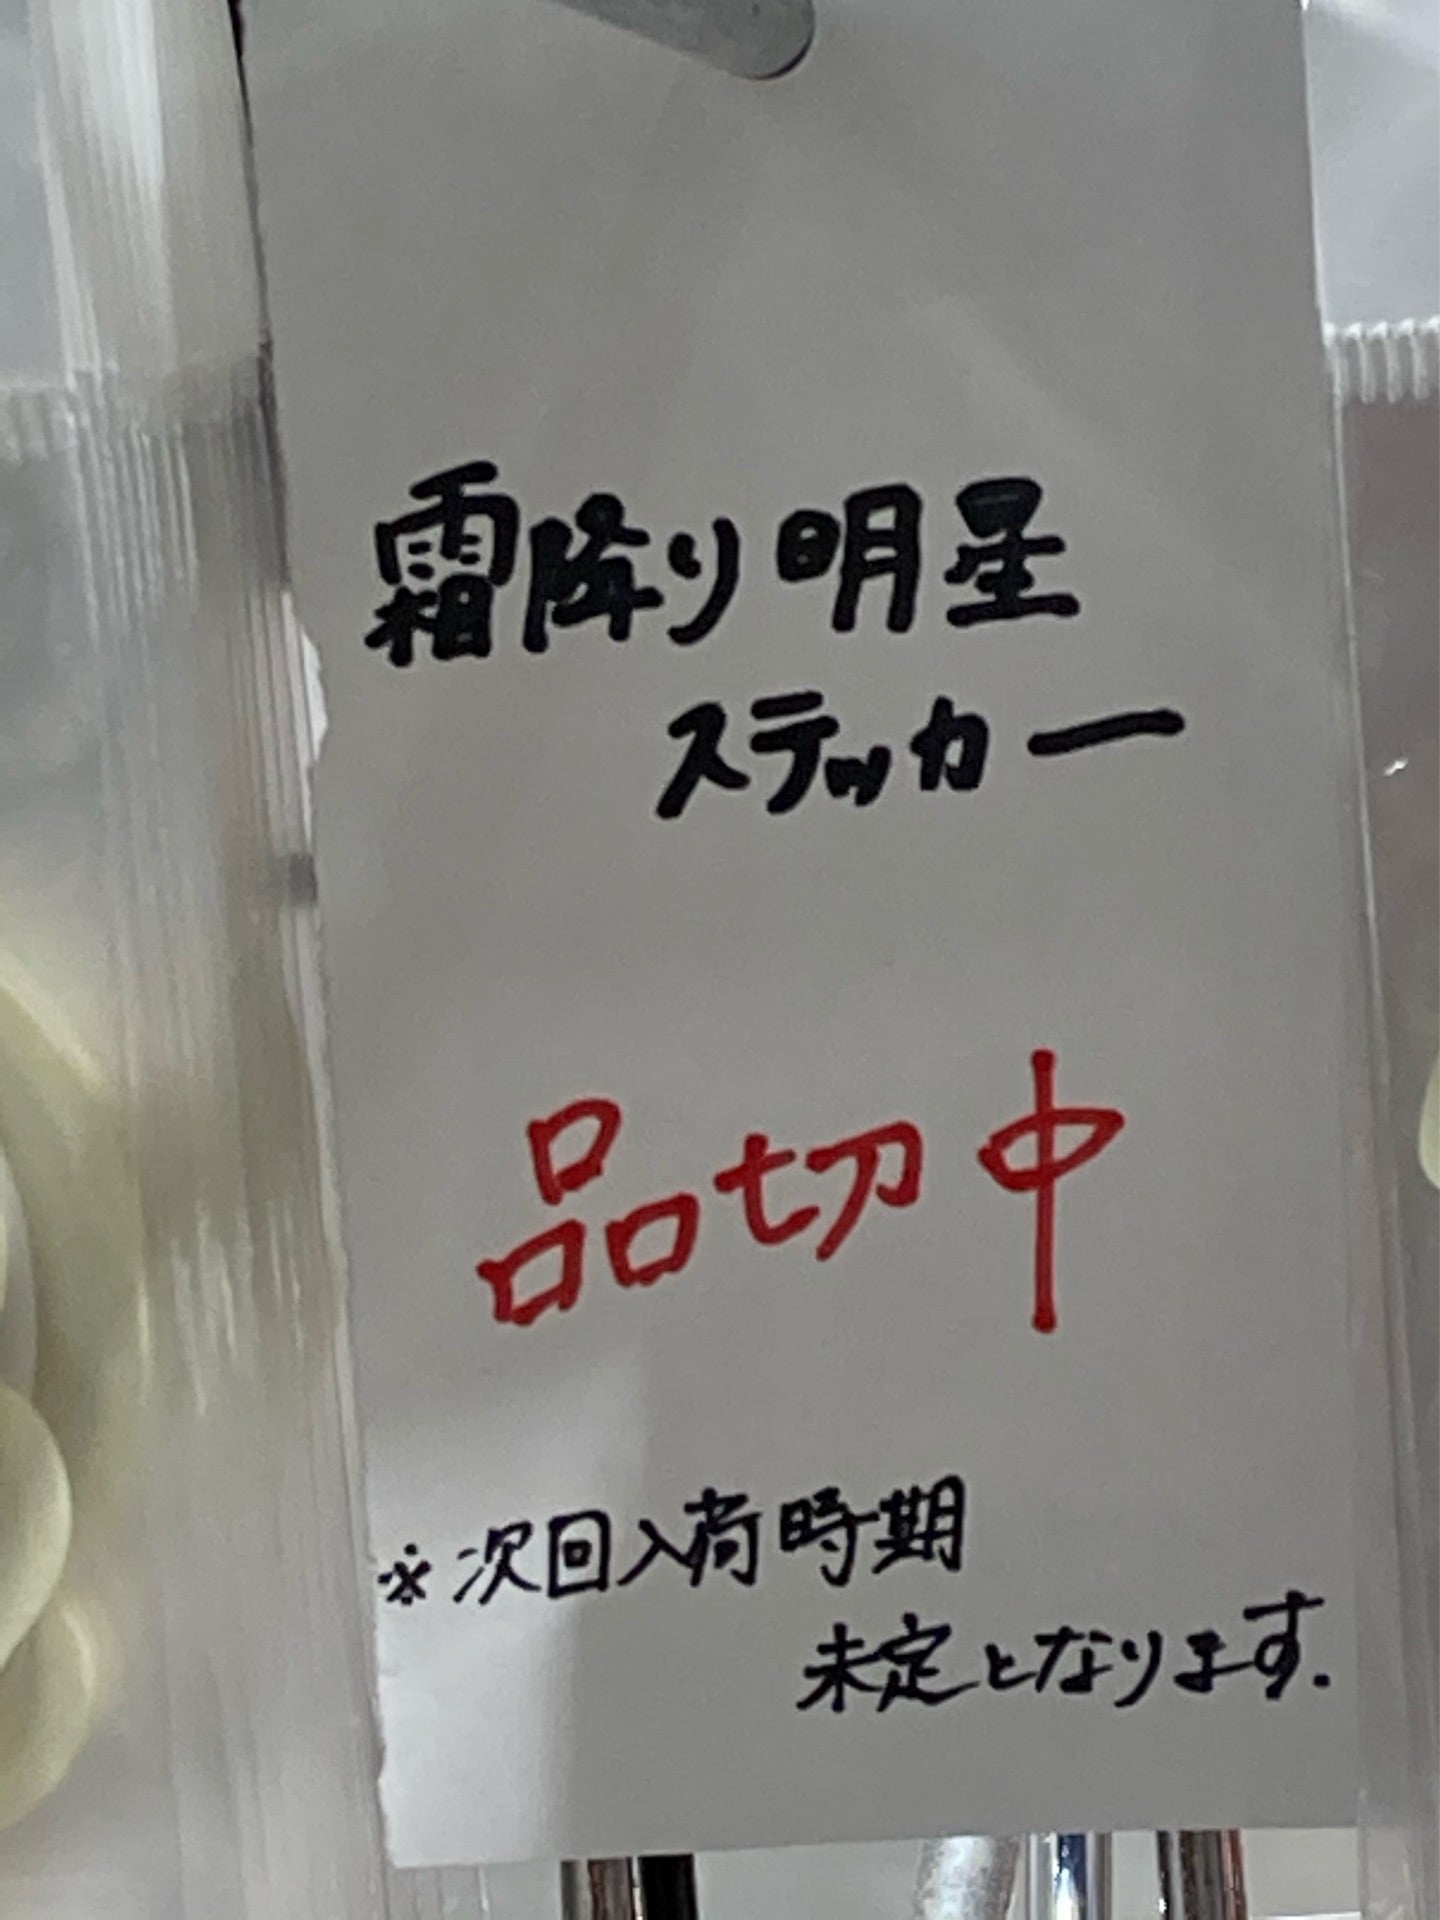 霜降り明星
ステッカー
品切中
※次回入荷時期
未定となります.